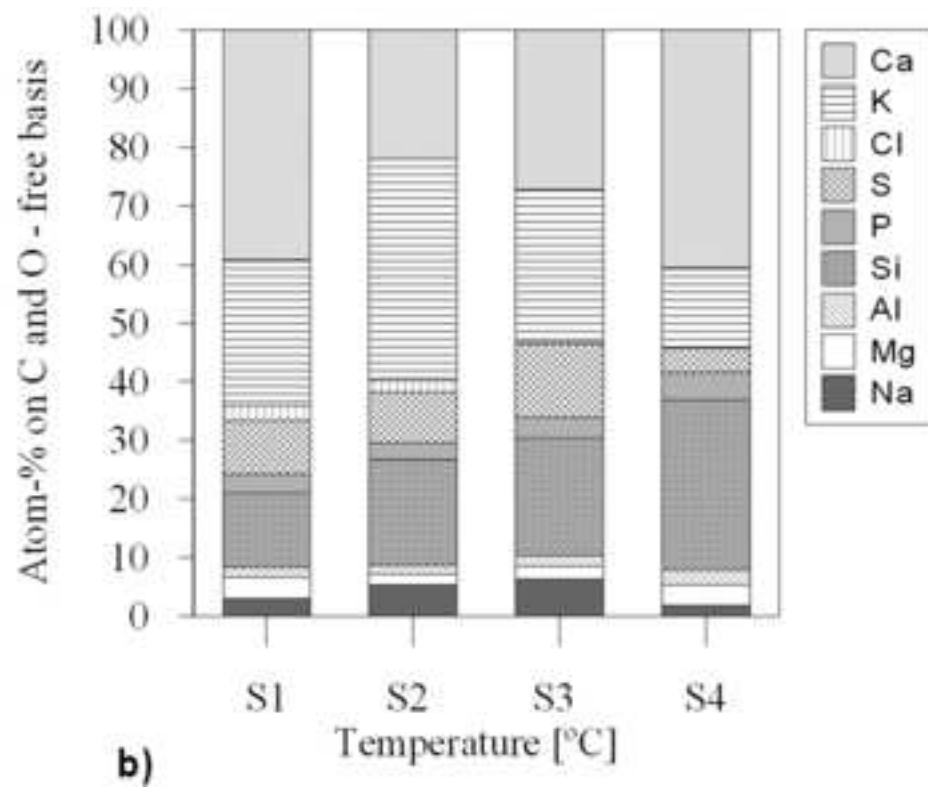 Atom-% on C and O - free basis
100
90
80
70
60
50
40
30
20
10
0
S1 S2 S3 S4
Temperature [ºC]
b)
Ca
K
Cl
S
P
Si
Al
Mg
Na